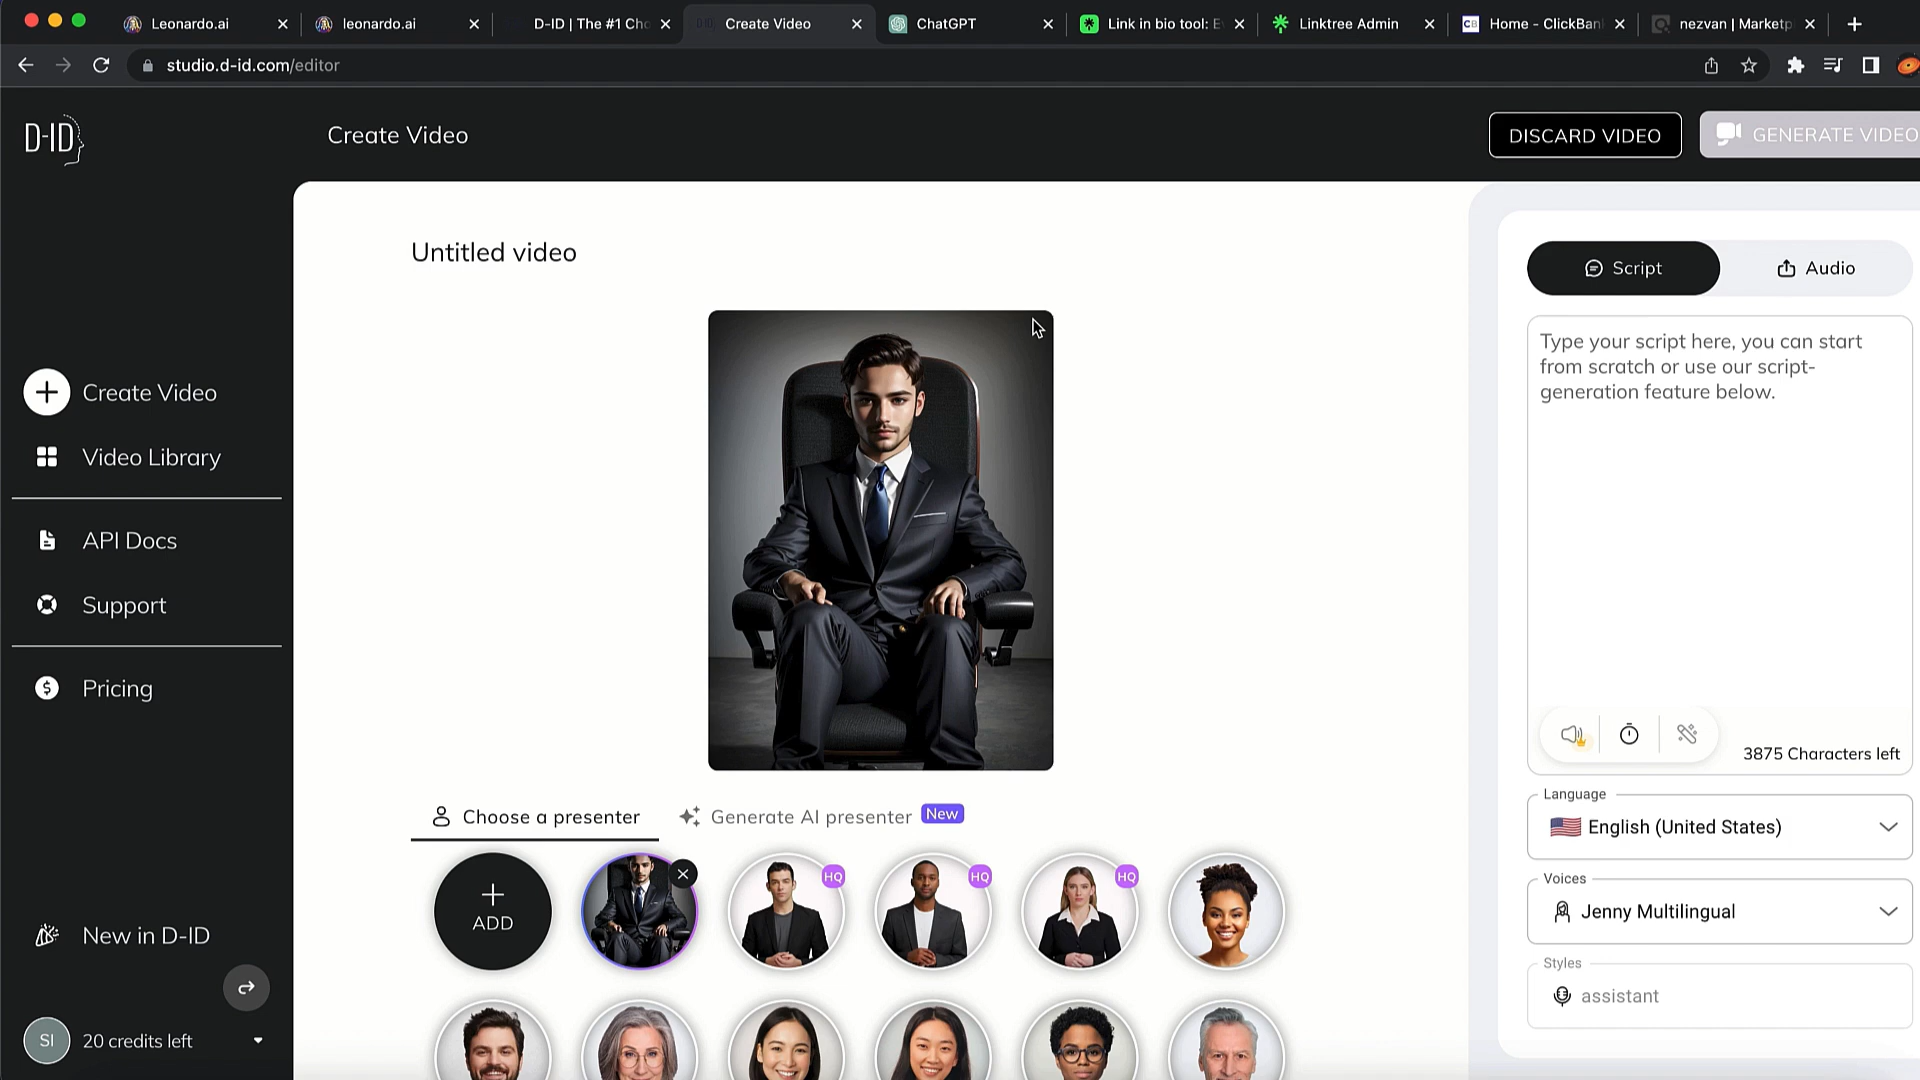 Leonardo.ai
leonardo.ai
D-ID | The #1 Cho
Create Video
ChatGPT
Link in bio tool: E
Linktree Admin
CB
Home - ClickBan
nezvan | Marketp
studio.d-id.com/editor
D-ID
Create Video
DISCARD VIDEO
GENERATE VIDEO
Untitled video
Script
Audio
Type your script here, you can start
from scratch or use our script-
generation feature below.
Create Video
Video Library
API Docs
Support
Pricing
3875 Characters left
Language
English (United States)
Choose a presenter
Generate AI presenter
New
ADD
HQ
HQ
HQ
Voices
Jenny Multilingual
Styles
assistant
New in D-ID
SI
20 credits left